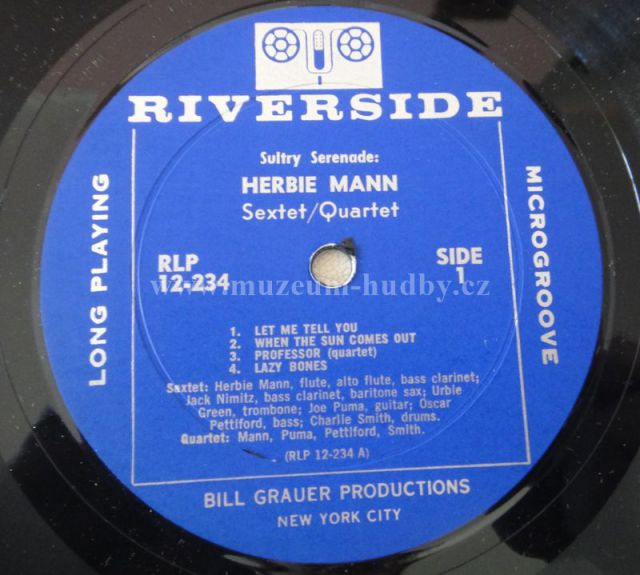 RIVERSIDE
Sultry Serenade:
HERBIE MANN
Sextet/Quartet
RLP
12-234
SIDE
1
LONG PLAYING
MICROGROOVE
www.muzeum-hudby.cz
1. LET ME TELL YOU
2. WHEN THE SUN COMES OUT
3. PROFESSOR (quartet)
4. LAZY BONES
Sextet: Herbie Mann, flute, alto flute, bass clarinet;
Jack Nimitz, bass clarinet, baritone sax; Urbie
Green, trombone; Joe Puma, guitar; Oscar
Pettiford, bass; Charlie Smith, drums.
Quartet: Mann, Puma, Pettiford, Smith.
(RLP 12-234 A)
BILL GRAUER PRODUCTIONS
NEW YORK CITY